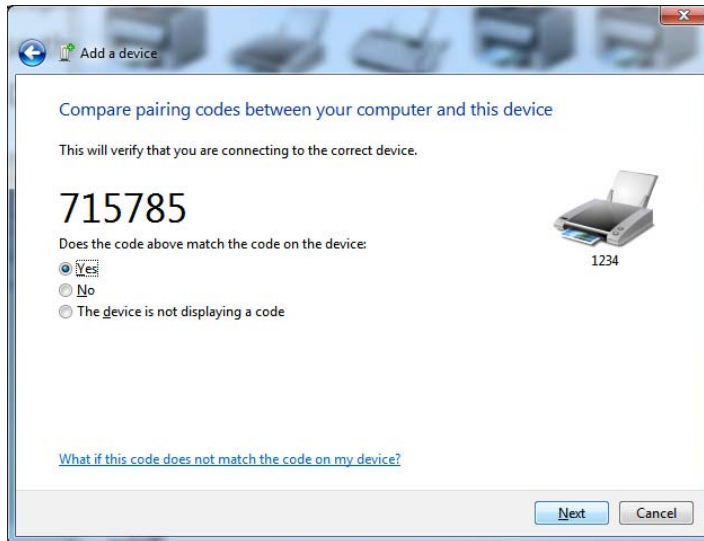 Add a device
Compare pairing codes between your computer and this device
This will verify that you are connecting to the correct device.
715785
Does the code above match the code on the device:
1234
Yes
No
The device is not displaying a code
What if this code does not match the code on my device?
Next Cancel